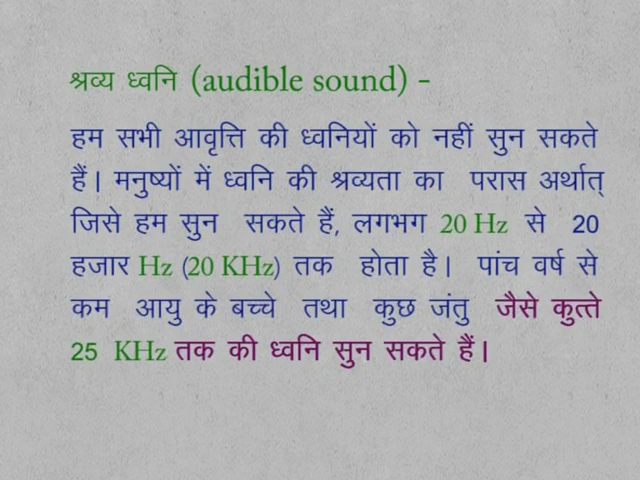 श्रव्य ध्वनि (audible sound) -
हम सभी आवृत्ति की ध्वनियों को नहीं सुन सकते
हैं। मनुष्यों में ध्वनि की श्रव्यता का परास अर्थात्
जिसे हम सुन सकते हैं, लगभग 20 Hz से 20
हजार Hz (20 KHz) तक होता है। पांच वर्ष से
कम आयु के बच्चे तथा कुछ जंतु जैसे कुत्ते
25 KHz तक की ध्वनि सुन सकते हैं।